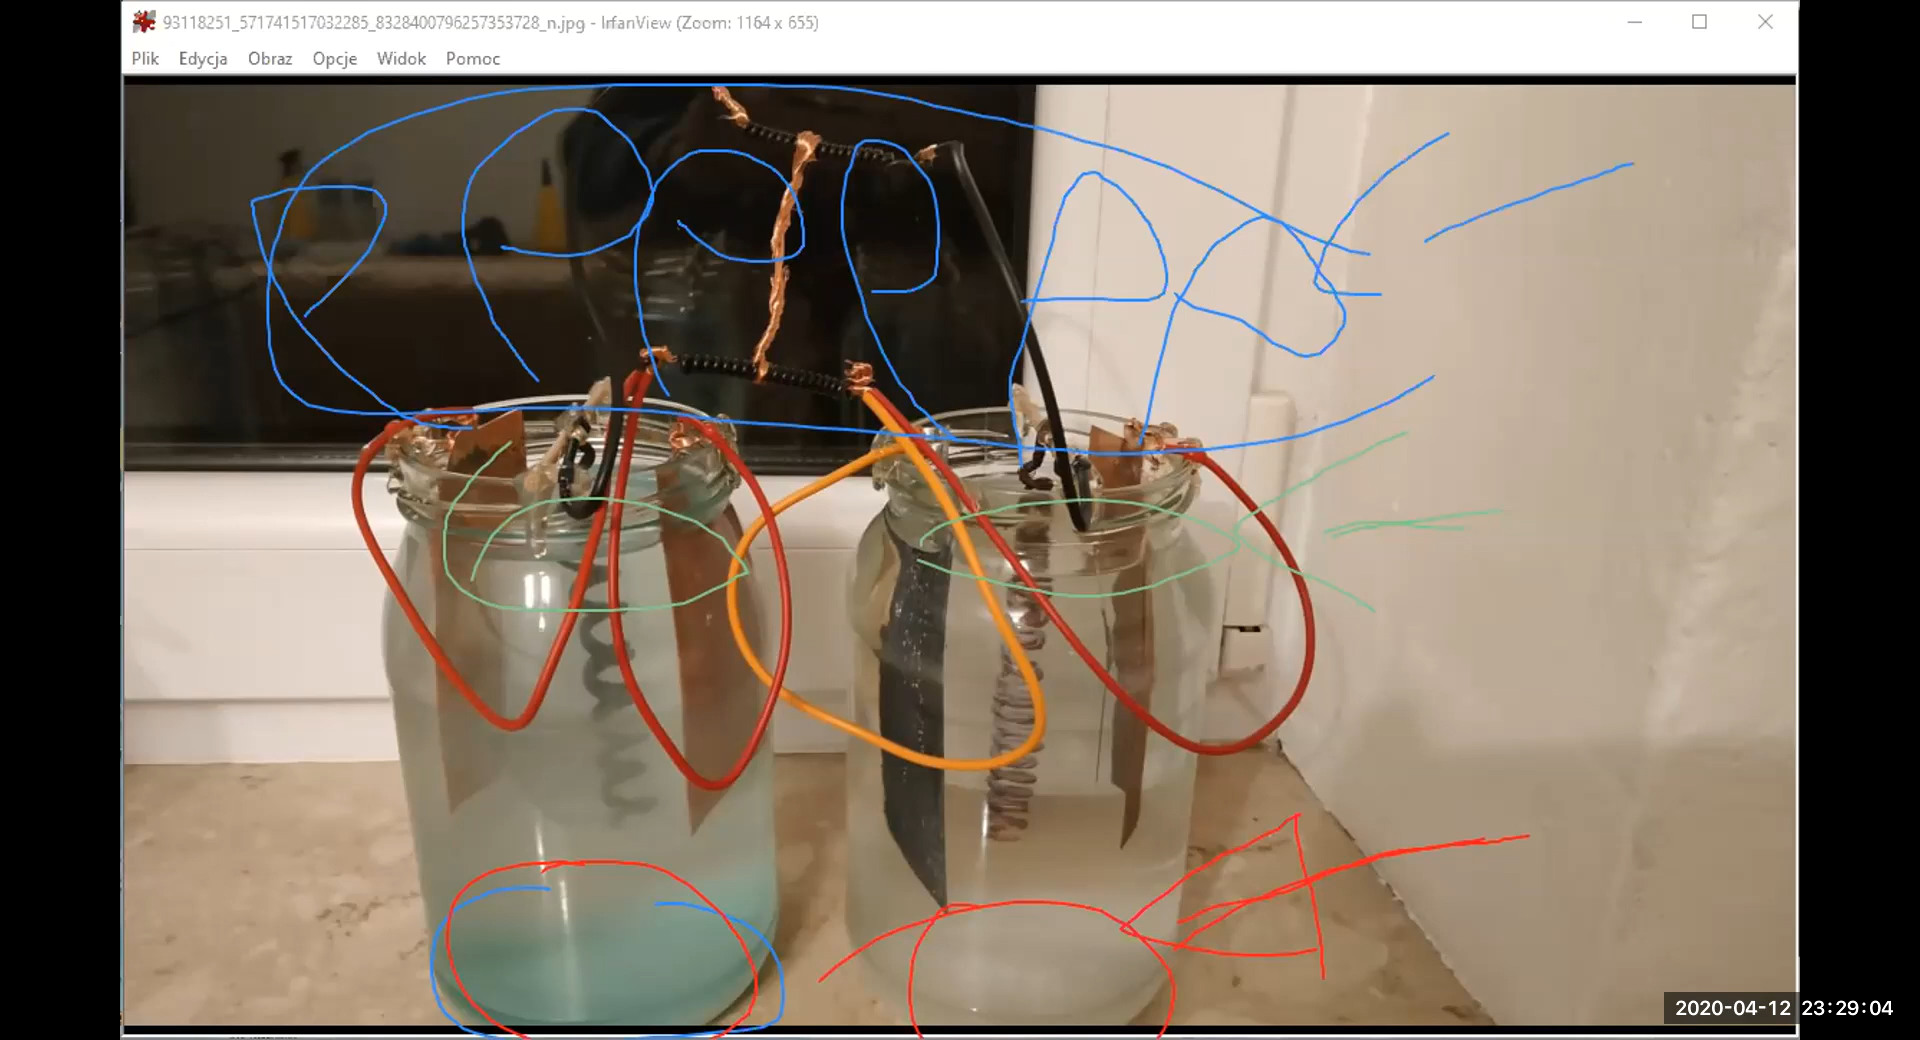 93118251_571741517032285_8328400796257353728_n.jpg - IrfanView (Zoom: 1164 x 655)
Plik Edycja Obraz Opcje Widok Pomoc
2020-04-12 23:29:04